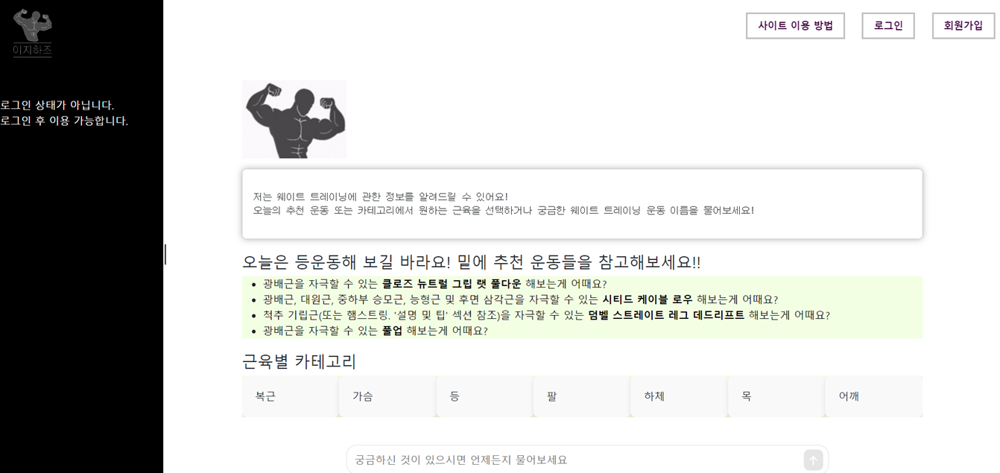 이지하조
사이트 이용 방법
로그인
회원가입
로그인 상태가 아닙니다.
로그인 후 이용 가능합니다.
저는 웨이트 트레이닝에 관한 정보를 알려드릴 수 있어요!
오늘의 추천 운동 또는 카테고리에서 원하는 근육을 선택하거나 궁금한 웨이트 트레이닝 운동 이름을 물어보세요!
오늘은 등운동해 보길 바라요! 밑에 추천 운동들을 참고해보세요!!
광배근을 자극할 수 있는 클로즈 뉴트럴 그립 랫 풀다운 해보는게 어때요?
광배근, 대원근, 중하부 승모근, 능형근 및 후면 삼각근을 자극할 수 있는 시티드 케이블 로우 해보는게 어때요?
척추 기립근(또는 햄스트링. '설명 및 팁' 섹션 참조)을 자극할 수 있는 덤벨 스트레이트 레그 데드리프트 해보는게 어때요?
광배근을 자극할 수 있는 풀업 해보는게 어때요?
근육별 카테고리
복근
가슴
등
팔
하체
목
어깨
궁금하신 것이 있으시면 언제든지 물어보세요